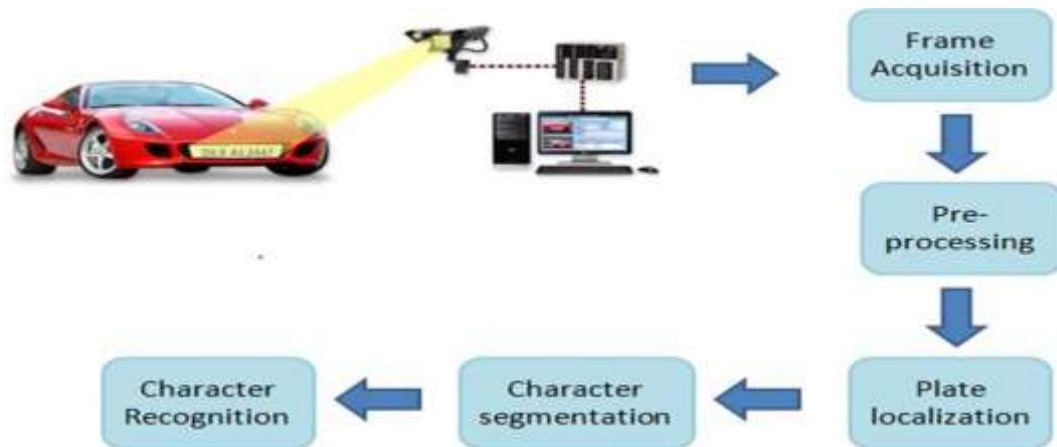 Frame
Acquisition
Pre-
processing
Plate
localization
Character
segmentation
Character
Recognition